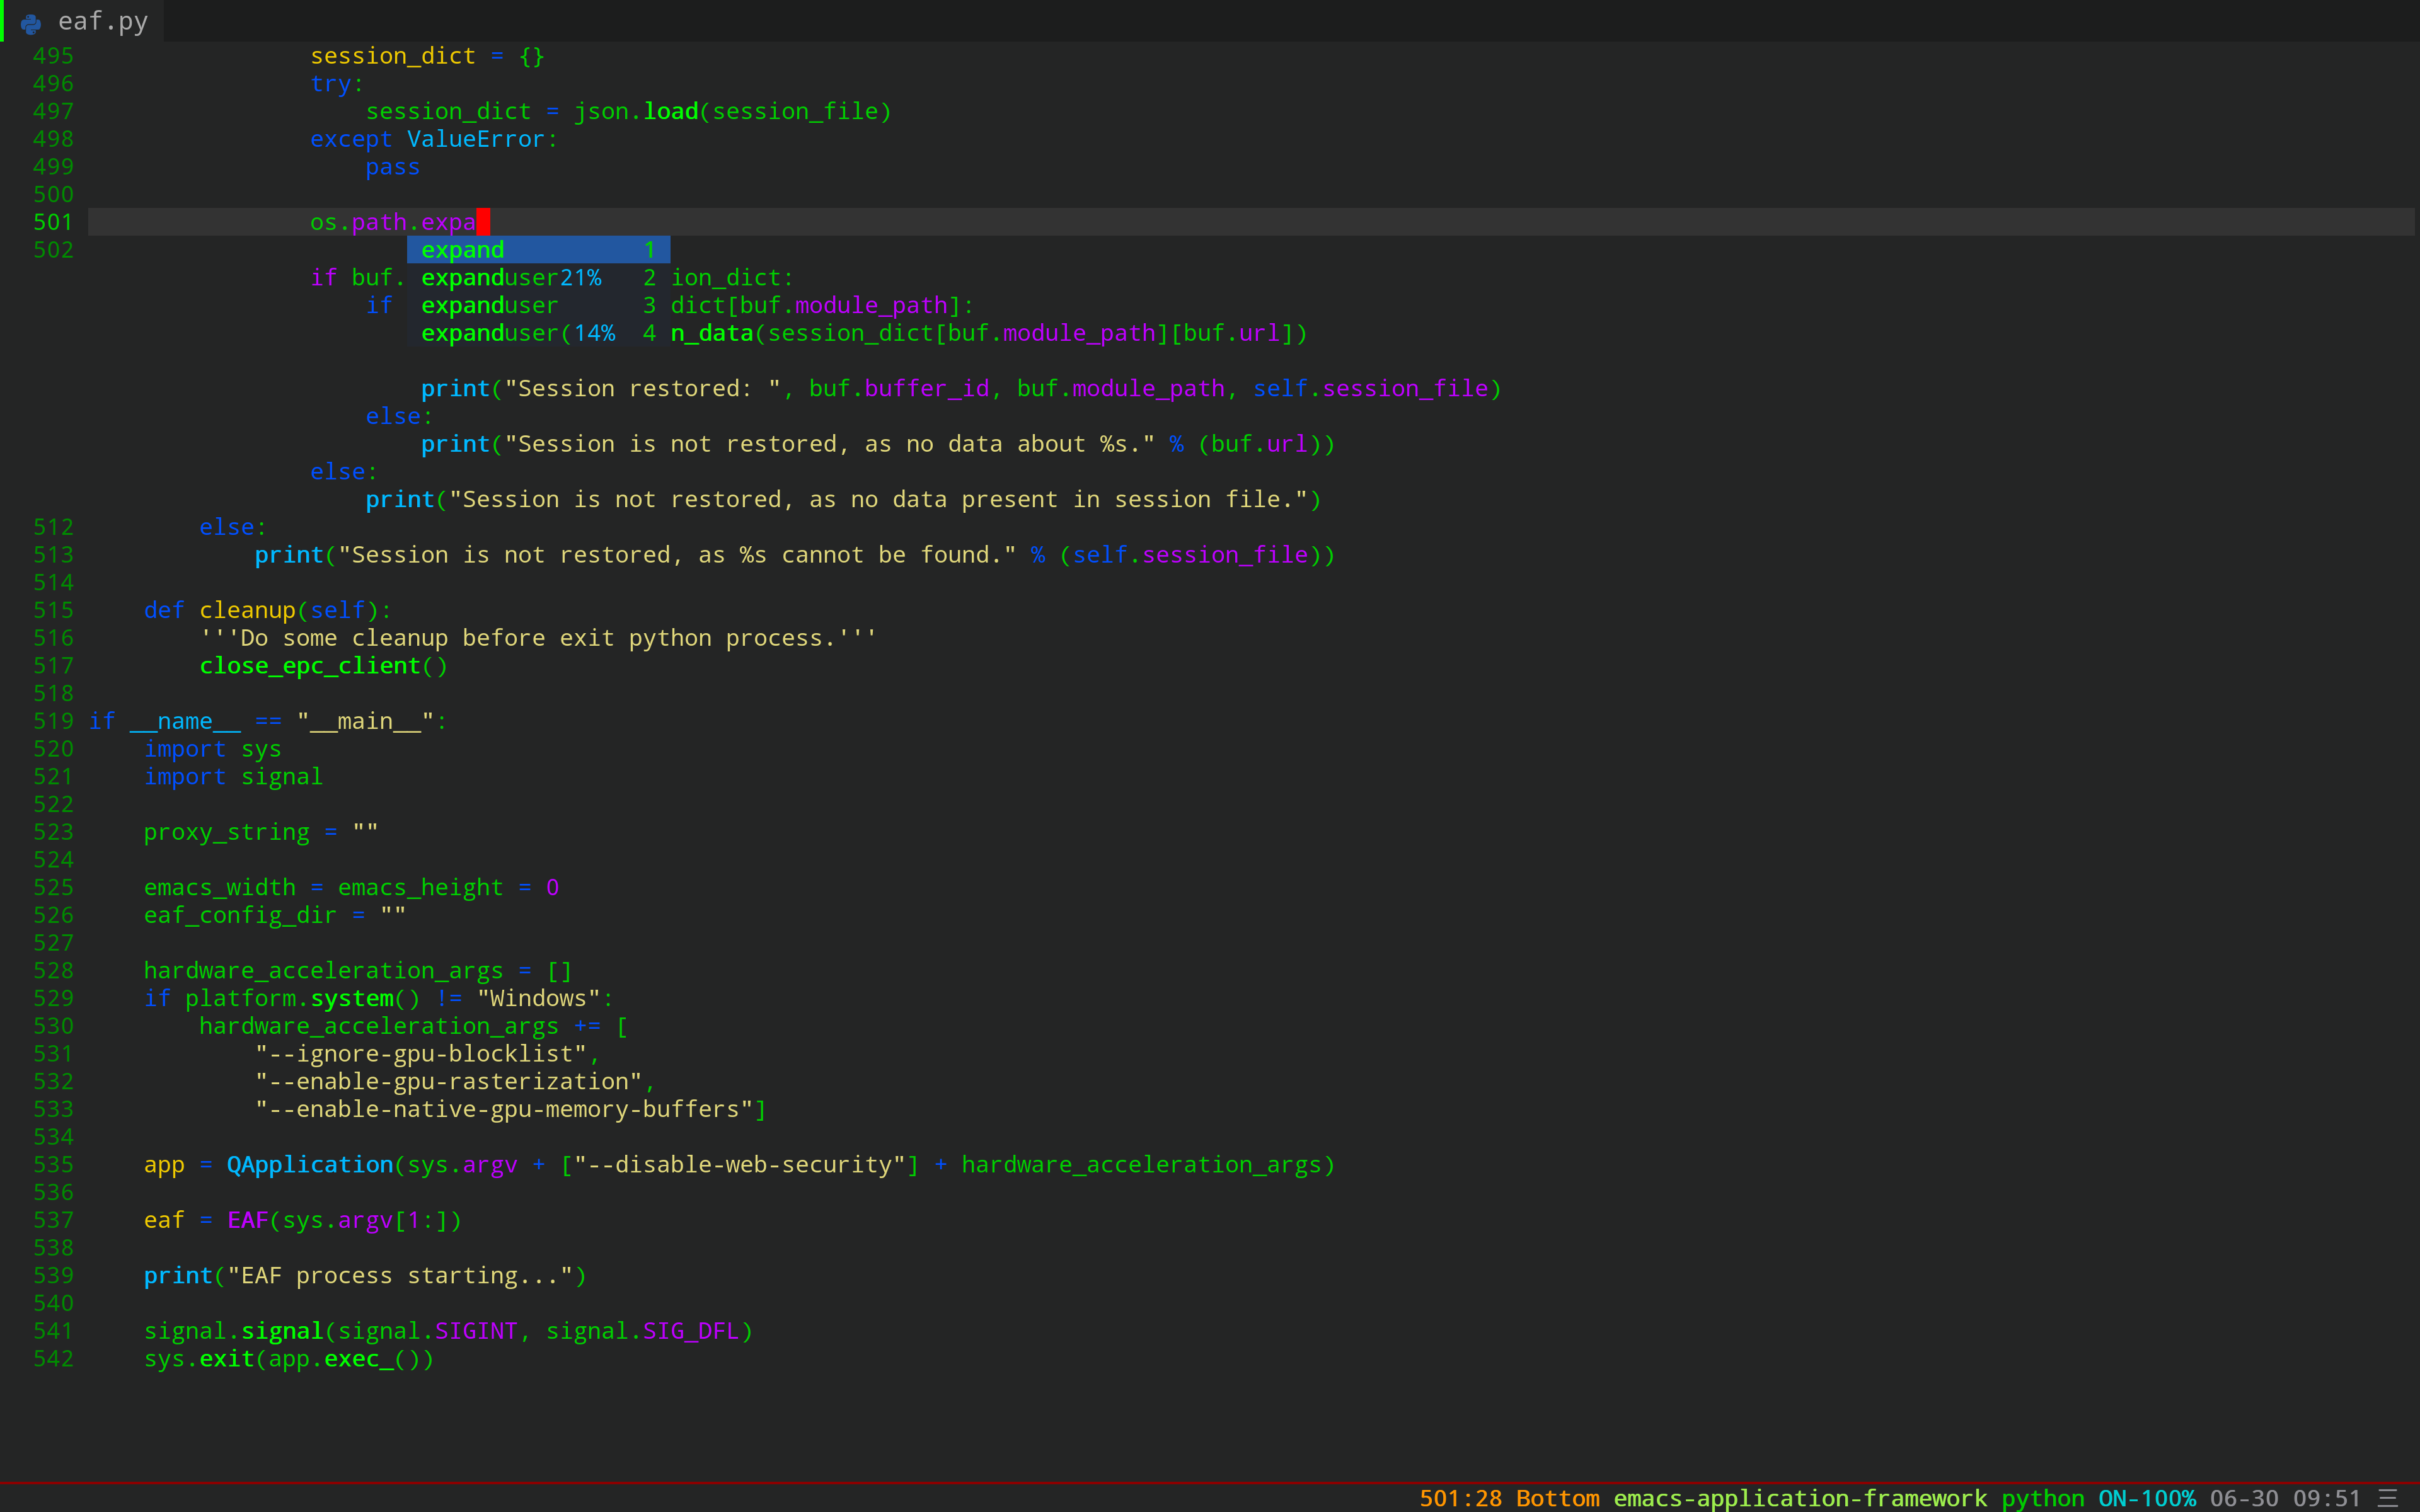 eaf.py
495 session_dict = {}
496 try:
497 session_dict = json.load(session_file)
498 except ValueError:
499 pass
500
501 os.path.expa
502 expand 1
if buf. expanduser21% 2 ion_dict:
if expanduser 3 dict[buf.module_path]:
expanduser(14% 4 n_data(session_dict[buf.module_path][buf.url])
print("Session restored: ", buf.buffer_id, buf.module_path, self.session_file)
else:
print("Session is not restored, as no data about %s." % (buf.url))
else:
print("Session is not restored, as no data present in session file.")
512 else:
513 print("Session is not restored, as %s cannot be found." % (self.session_file))
514
515 def cleanup(self):
516 '''Do some cleanup before exit python process.'''
517 close_epc_client()
518
519 if __name__ == "__main__":
520 import sys
521 import signal
522
523 proxy_string = ""
524
525 emacs_width = emacs_height = 0
526 eaf_config_dir = ""
527
528 hardware_acceleration_args = []
529 if platform.system() != "Windows":
530 hardware_acceleration_args += [
531 "--ignore-gpu-blocklist",
532 "--enable-gpu-rasterization",
533 "--enable-native-gpu-memory-buffers"]
534
535 app = QApplication(sys.argv + ["--disable-web-security"] + hardware_acceleration_args)
536
537 eaf = EAF(sys.argv[1:])
538
539 print("EAF process starting...")
540
541 signal.signal(signal.SIGINT, signal.SIG_DFL)
542 sys.exit(app.exec_())
501:28 Bottom emacs-application-framework python ON-100% 06-30 09:51